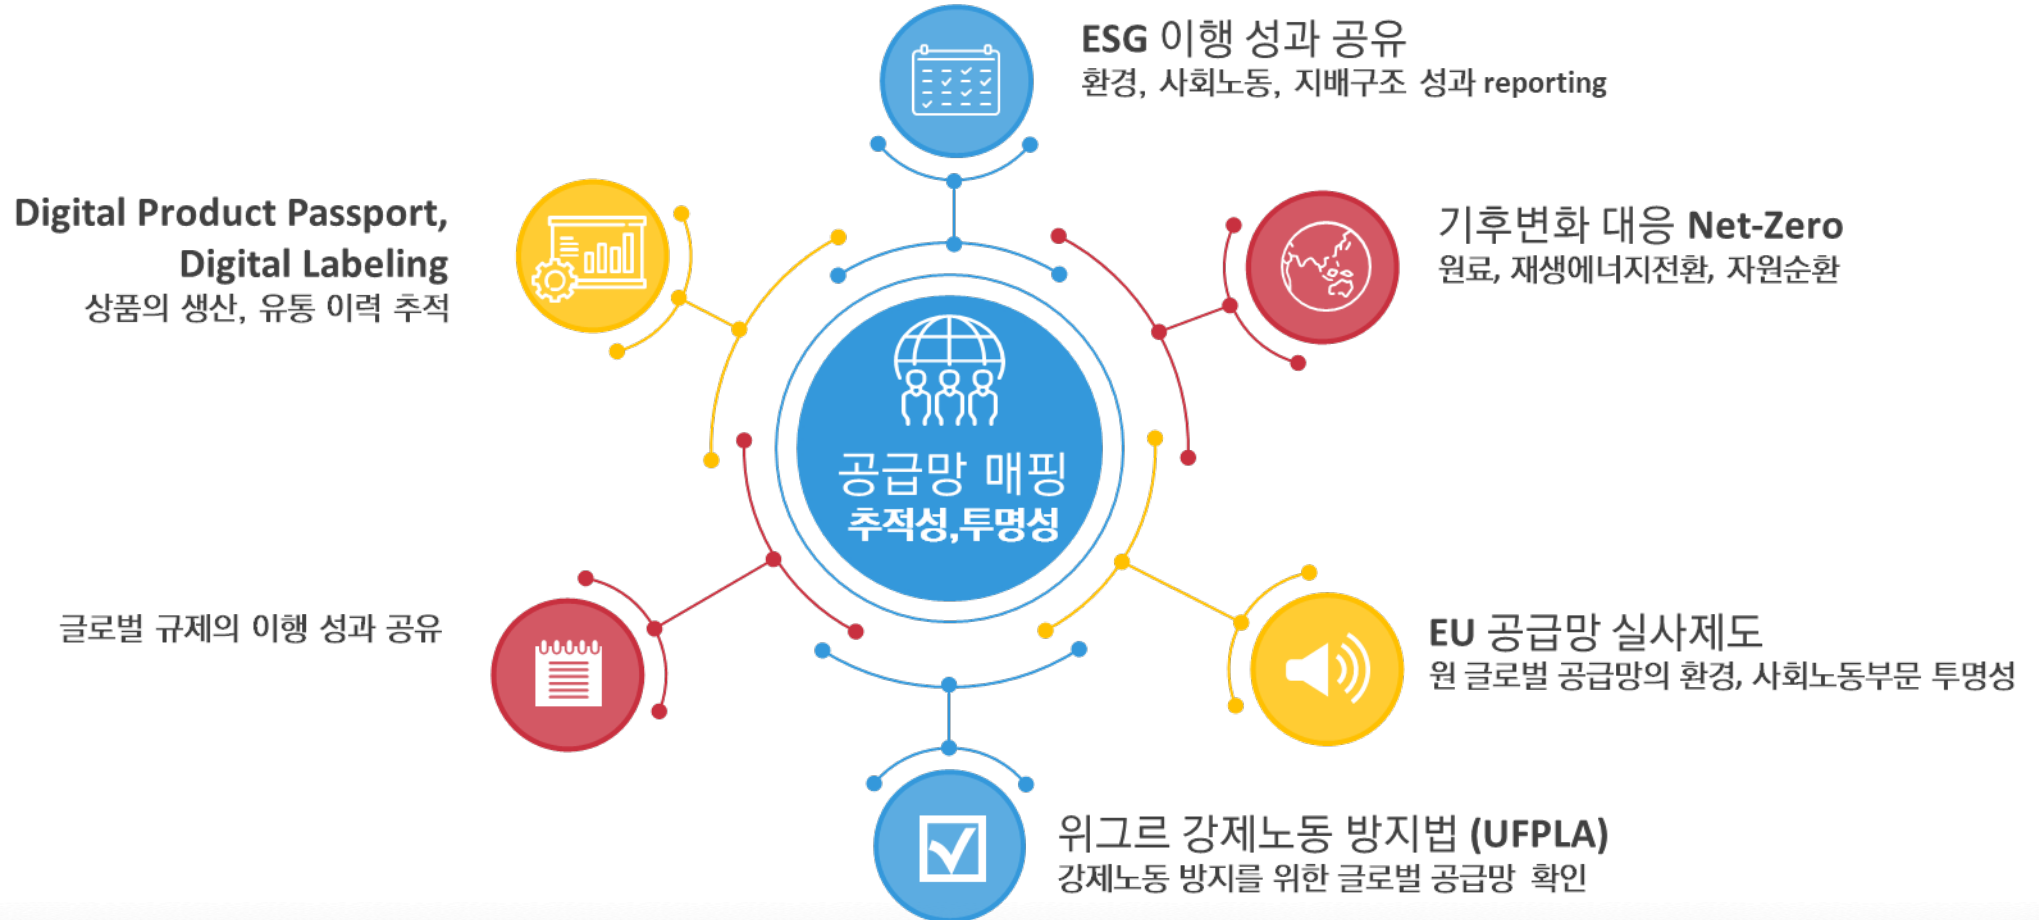 ESG 이행 성과 공유
환경, 사회노동, 지배구조 성과 reporting
Digital Product Passport,
Digital Labeling
상품의 생산, 유통 이력 추적
기후변화 대응 Net-Zero
원료, 재생에너지전환, 자원순환
공급망 매핑
추적성,투명성
글로벌 규제의 이행 성과 공유
EU 공급망 실사제도
원 글로벌 공급망의 환경, 사회노동부문 투명성
위그르 강제노동 방지법 (UFPLA)
강제노동 방지를 위한 글로벌 공급망 확인